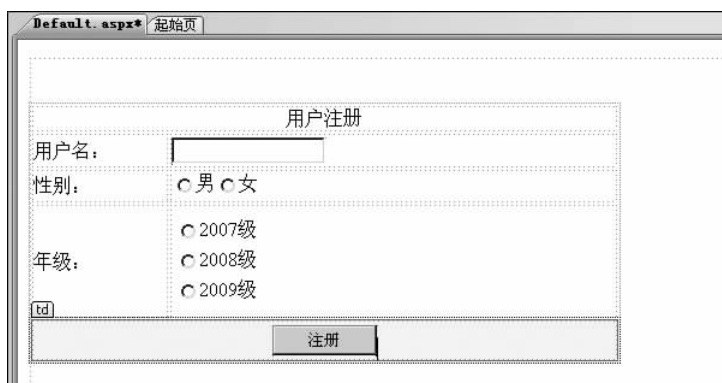 Default.aspx* 起始页
用户注册
用户名：
性别： 男 女
2007级
年级： 2008级
2009级
td
注册